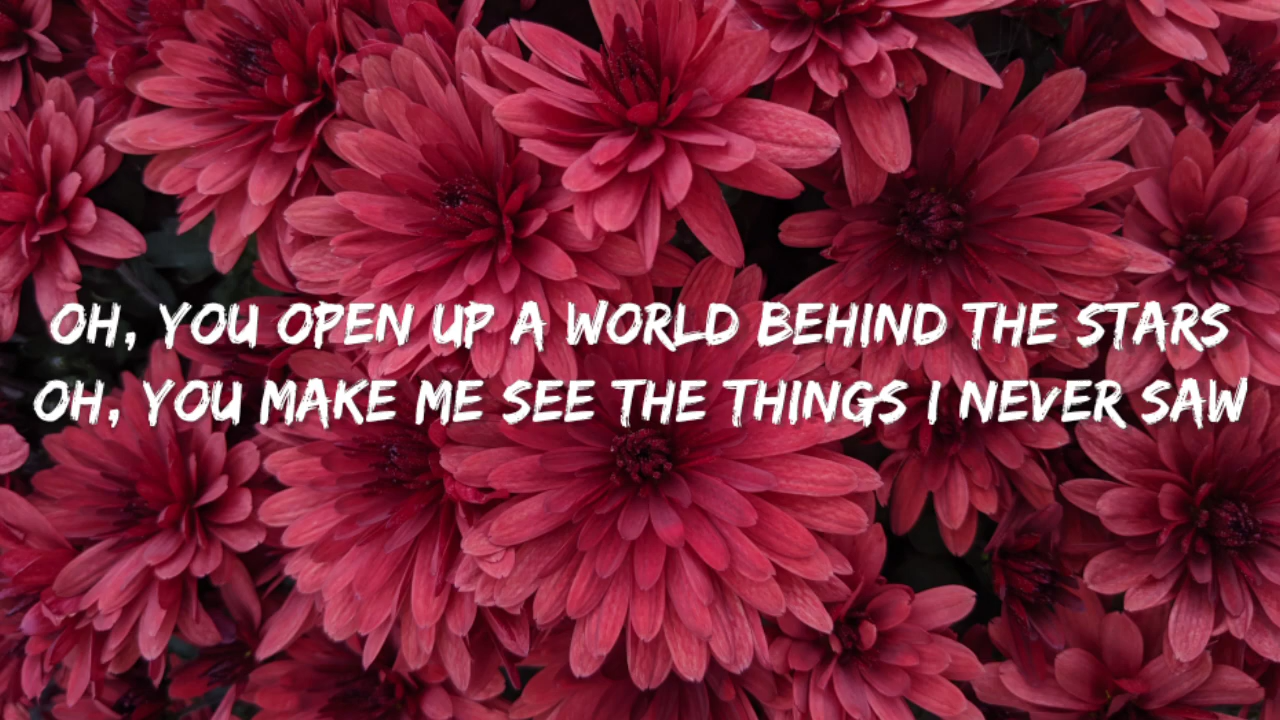 OH, YOU OPEN UP A WORLD BEHIND THE STARS
OH, YOU MAKE ME SEE THE THINGS I NEVER SAW